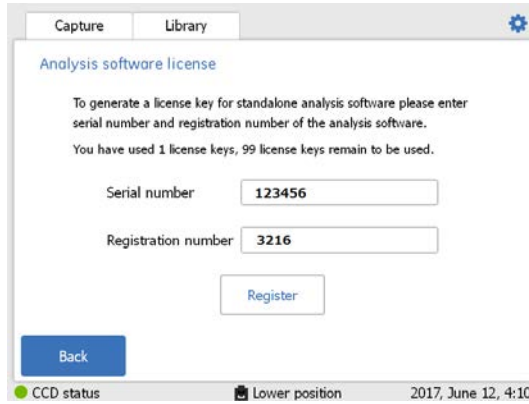 Capture Library
Analysis software license
To generate a license key for standalone analysis software please enter
serial number and registration number of the analysis software.
You have used 1 license keys, 99 license keys remain to be used.
Serial number 123456
Registration number 3216
Register
Back
CCD status Lower position 2017, June 12, 4:10